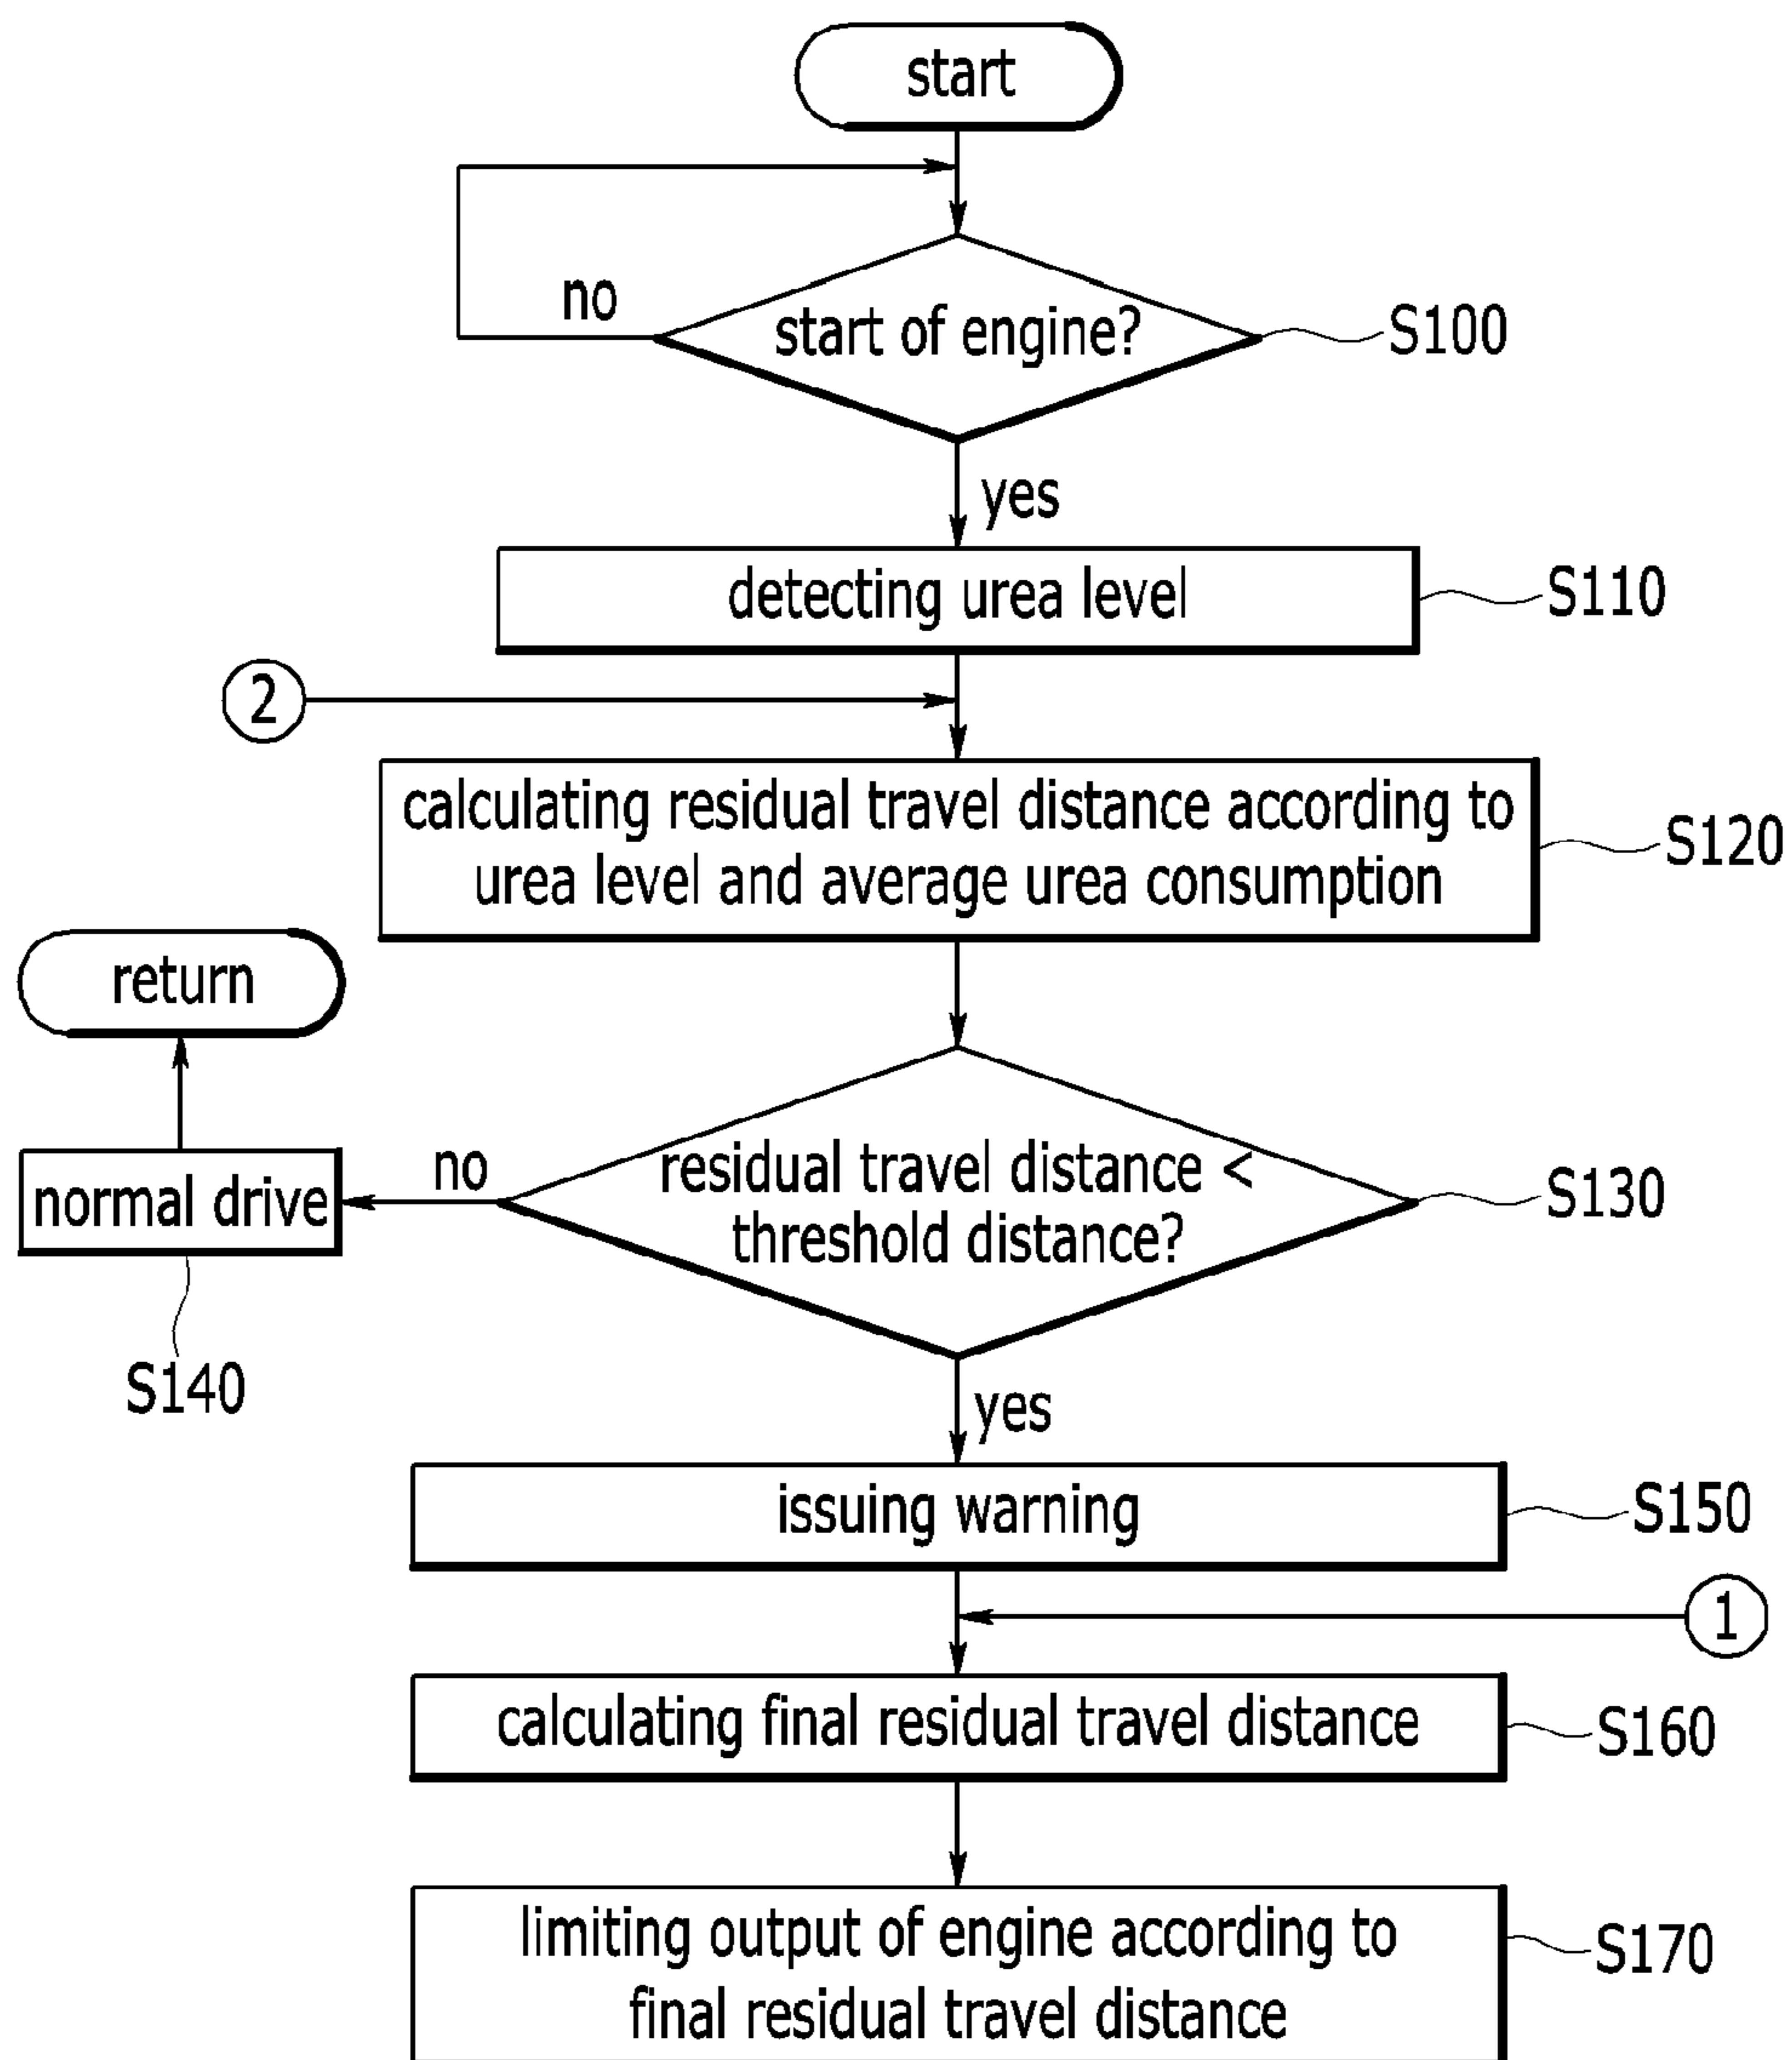 start
no
start of engine?
S100
yes
detecting urea level
S110
2
calculating residual travel distance according to
urea level and average urea consumption
S120
return
normal drive
no
residual travel distance <
threshold distance?
S130
S140
yes
issuing warning
S150
1
calculating final residual travel distance
S160
limiting output of engine according to
final residual travel distance
S170